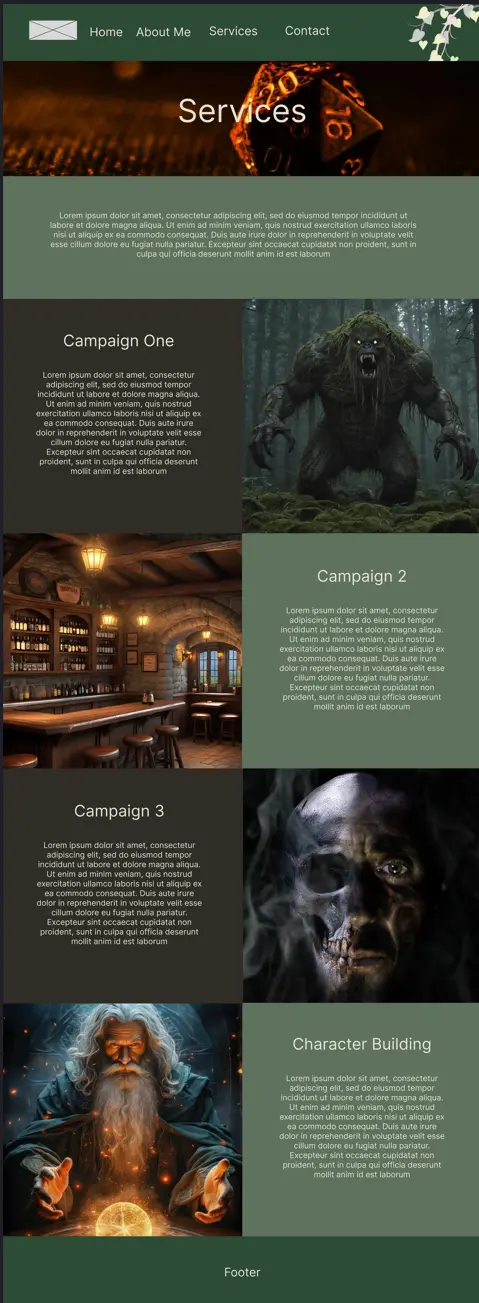 Home About Me Services Contact
20
16
10
Services
Lorem ipsum dolor sit amet, consectetur adipiscing elit, sed do eiusmod tempor incididunt ut
labore et dolore magna aliqua. Ut enim ad minim veniam, quis nostrud exercitation ullamco laboris
nisi ut aliquip ex ea commodo consequat. Duis aute irure dolor in reprehenderit in voluptate velit
esse cillum dolore eu fugiat nulla pariatur. Excepteur sint occaecat cupidatat non proident, sunt in
culpa qui officia deserunt mollit anim id est laborum
Campaign One
Lorem ipsum dolor sit amet, consectetur
adipiscing elit, sed do eiusmod tempor
incididunt ut labore et dolore magna aliqua.
Ut enim ad minim veniam, quis nostrud
exercitation ullamco laboris nisi ut aliquip ex
ea commodo consequat. Duis aute irure
dolor in reprehenderit in voluptate velit esse
cillum dolore eu fugiat nulla pariatur.
Excepteur sint occaecat cupidatat non
proident, sunt in culpa qui officia deserunt
mollit anim id est laborum
Campaign 2
Lorem ipsum dolor sit amet, consectetur
adipiscing elit, sed do eiusmod tempor
incididunt ut labore et dolore magna aliqua.
Ut enim ad minim veniam, quis nostrud
exercitation ullamco laboris nisi ut aliquip ex
ea commodo consequat. Duis aute irure
dolor in reprehenderit in voluptate velit esse
cillum dolore eu fugiat nulla pariatur.
Excepteur sint occaecat cupidatat non
proident, sunt in culpa qui officia deserunt
mollit anim id est laborum
Campaign 3
Lorem ipsum dolor sit amet, consectetur
adipiscing elit, sed do eiusmod tempor
incididunt ut labore et dolore magna aliqua.
Ut enim ad minim veniam, quis nostrud
exercitation ullamco laboris nisi ut aliquip ex
ea commodo consequat. Duis aute irure
dolor in reprehenderit in voluptate velit esse
cillum dolore eu fugiat nulla pariatur.
Excepteur sint occaecat cupidatat non
proident, sunt in culpa qui officia deserunt
mollit anim id est laborum
Character Building
Lorem ipsum dolor sit amet, consectetur
adipiscing elit, sed do eiusmod tempor
incididunt ut labore et dolore magna aliqua.
Ut enim ad minim veniam, quis nostrud
exercitation ullamco laboris nisi ut aliquip ex
ea commodo consequat. Duis aute irure
dolor in reprehenderit in voluptate velit esse
cillum dolore eu fugiat nulla pariatur.
Excepteur sint occaecat cupidatat non
proident, sunt in culpa qui officia deserunt
mollit anim id est laborum
Footer